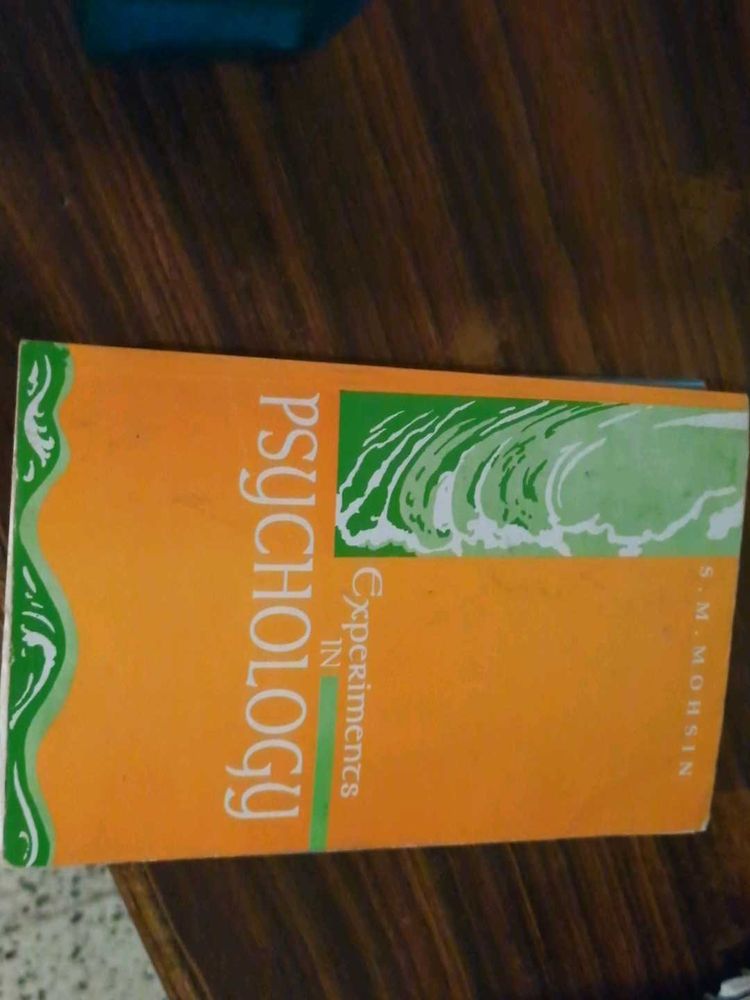 S. M. MOHSIN
Experiments
IN
PSYCHOLOGY